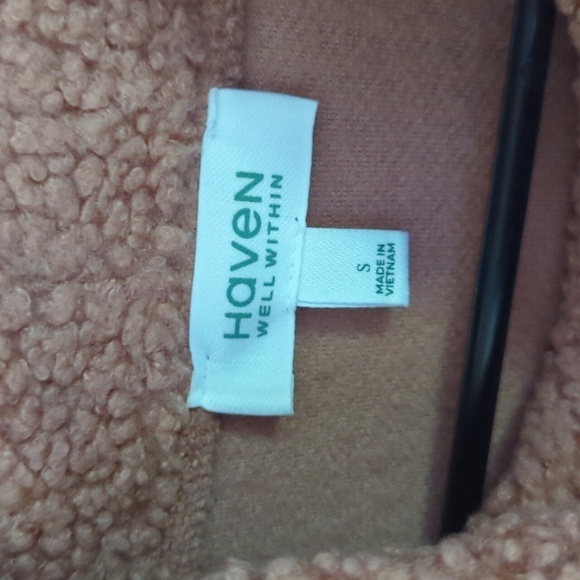 Haven
WELL WITHIN
S
MADE IN
VIETNAM